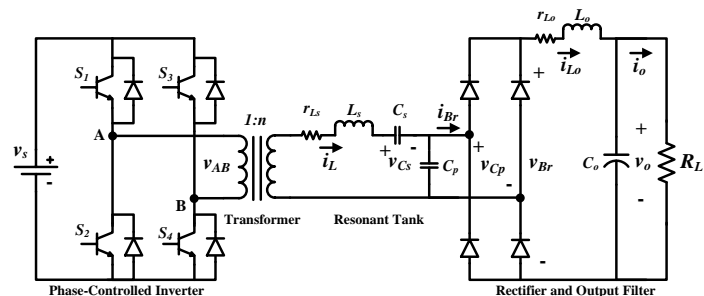 r_Lo L_o
i_Lo i_o
S_1 S_3
1:n
r_Ls L_s C_s
i_Br
A
v_s + -
v_AB
i_L
+ v_Cs -
C_p
+ v_Cp -
+ v_Br -
C_o
+ v_o -
R_L
B
Transformer Resonant Tank
S_2 S_4
Phase-Controlled Inverter Rectifier and Output Filter